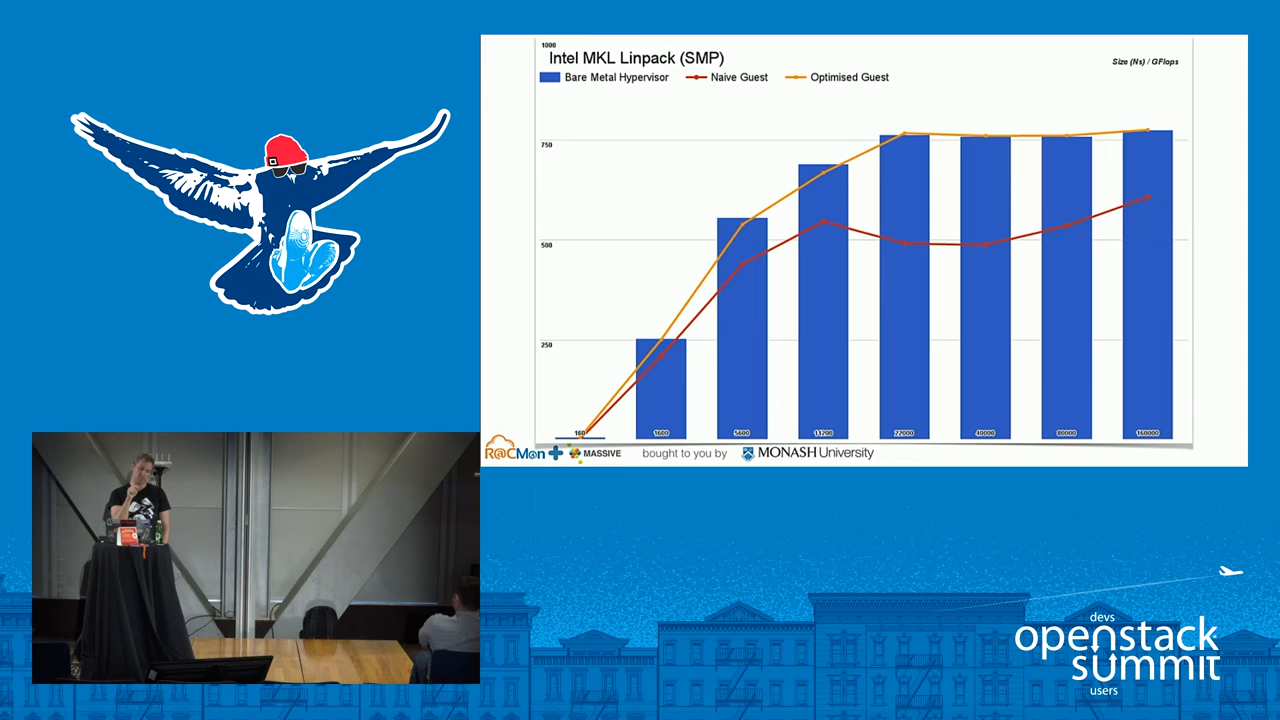 1000
Intel MKL Linpack (SMP)
Size (Ns) / GFlops
Bare Metal Hypervisor
Naive Guest
Optimised Guest
750
500
250
160
1600
5600
11200
22000
40000
80000
160000
R@CMon
MASSIVE
bought to you by
MONASH University
devs
openstack
summit
users